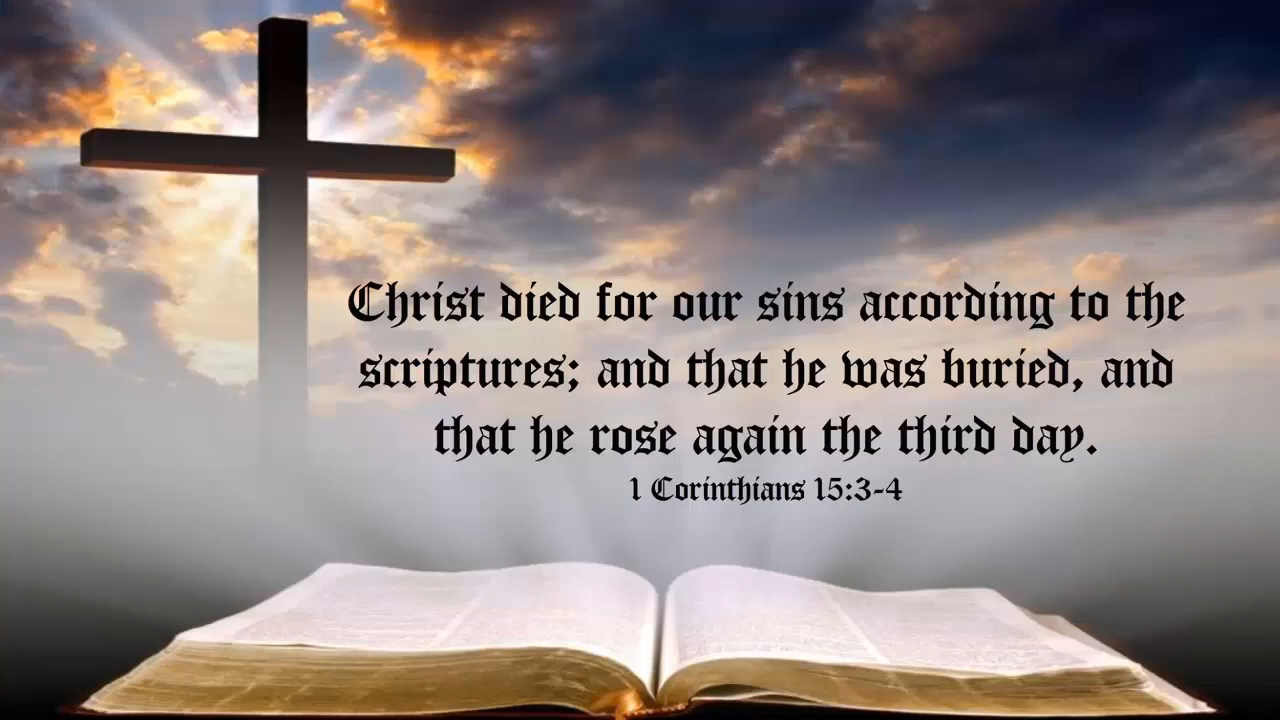 Christ died for our sins according to the
scriptures; and that he was buried, and
that he rose again the third day.
1 Corinthians 15:3-4